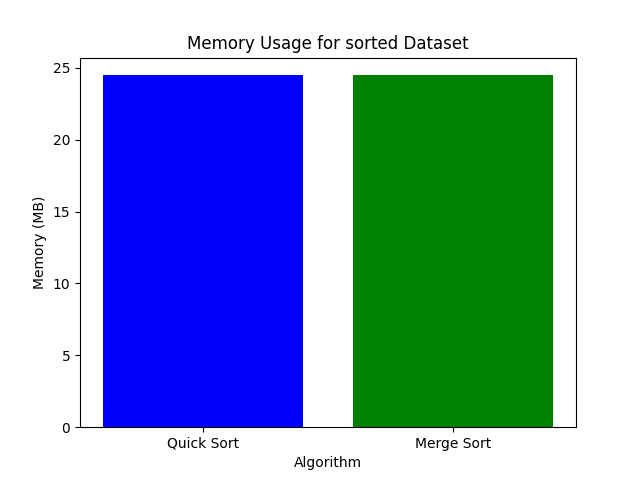 Memory Usage for sorted Dataset
25
20
15
10
5
0
Memory (MB)
Quick Sort
Merge Sort
Algorithm